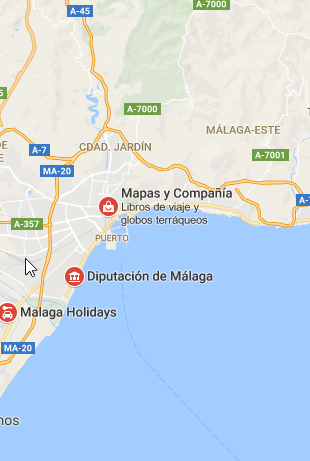 A-7000
A-45
A-7000
MÁLAGA-ESTE
CDAD. JARDÍN
A-7
A-7001
MA-20
Mapas y Compañía
Libros de viaje y
globos terráqueos
A-357
PUERTO
Diputación de Málaga
Malaga Holidays
MA-20